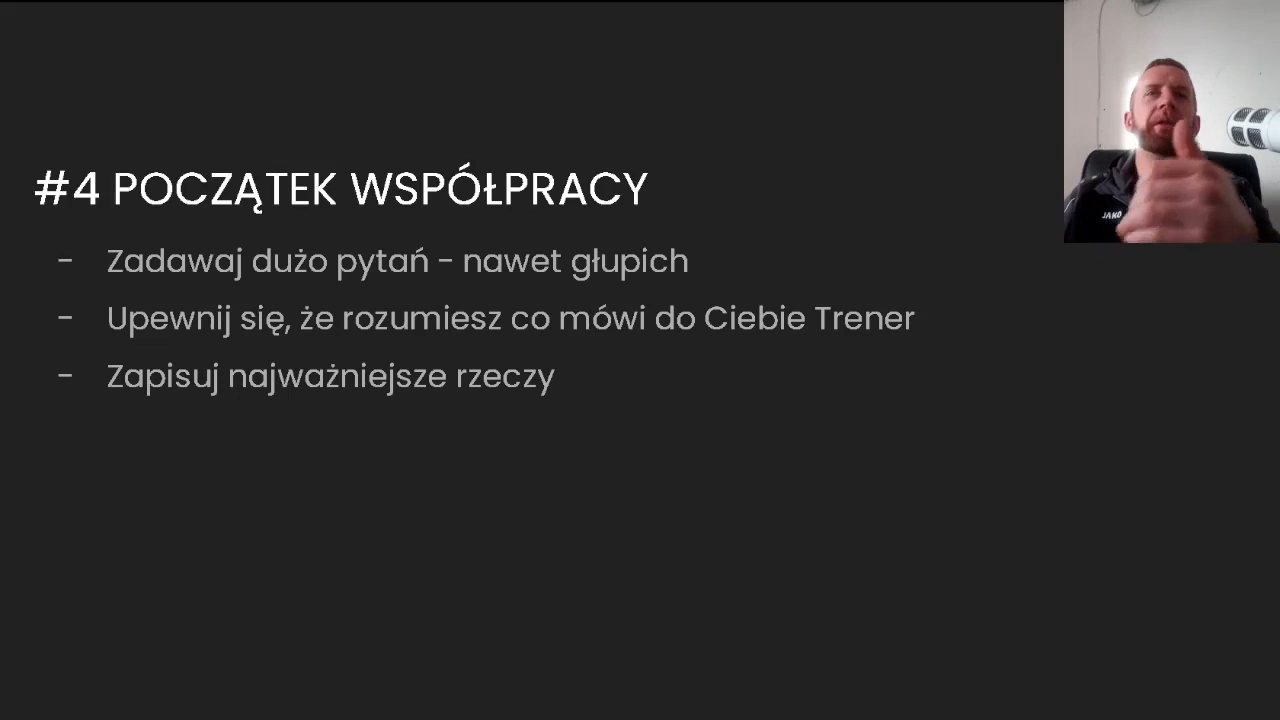 #4 POCZĄTEK WSPÓŁPRACY
- Zadawaj dużo pytań - nawet głupich
- Upewnij się, że rozumiesz co mówi do Ciebie Trener
- Zapisuj najważniejsze rzeczy
JAKO